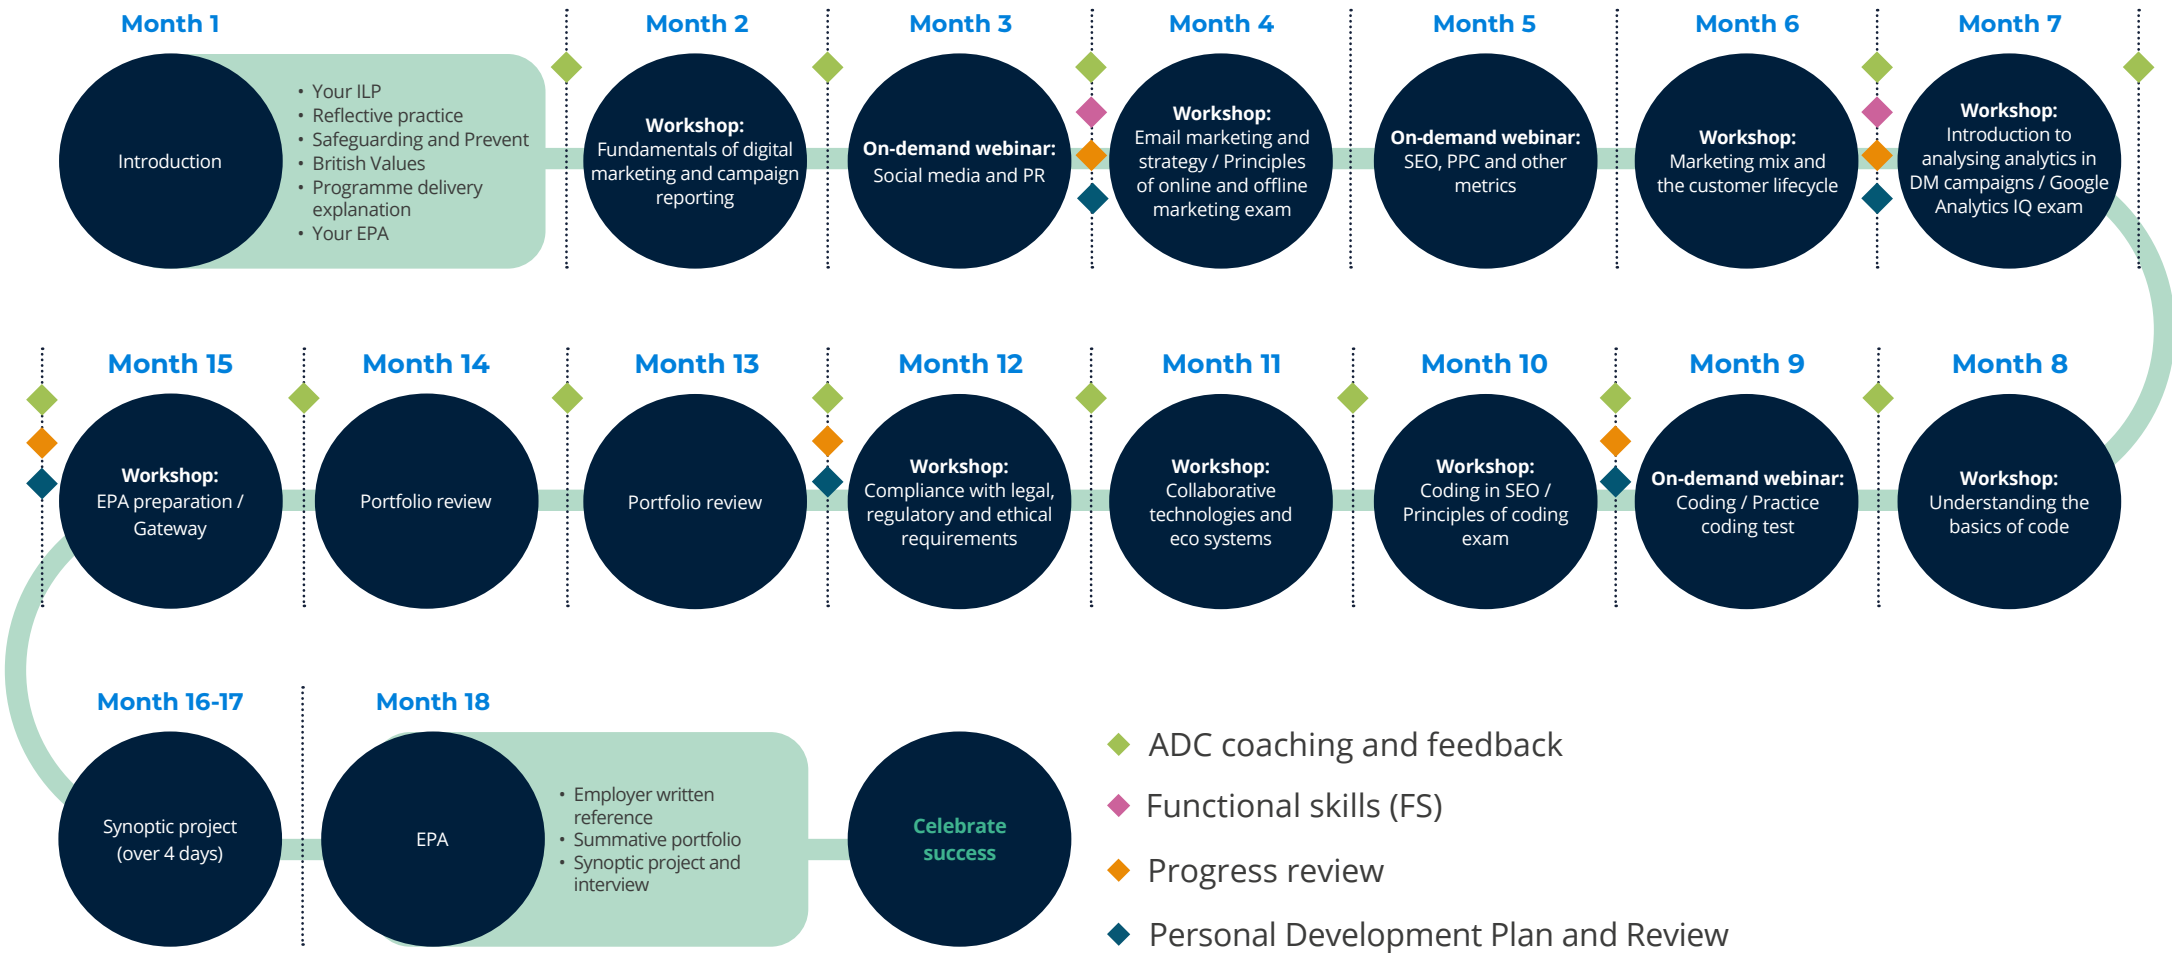 Month 1
Introduction
• Your ILP
• Reflective practice
• Safeguarding and Prevent
• British Values
• Programme delivery
explanation
• Your EPA
Month 2
Workshop:
Fundamentals of digital
marketing and campaign
reporting
Month 3
On-demand webinar:
Social media and PR
Month 4
Workshop:
Email marketing and
strategy / Principles
of online and offline
marketing exam
Month 5
On-demand webinar:
SEO, PPC and other
metrics
Month 6
Workshop:
Marketing mix and
the customer lifecycle
Month 7
Workshop:
Introduction to
analysing analytics in
DM campaigns / Google
Analytics IQ exam
Month 15
Workshop:
EPA preparation /
Gateway
Month 14
Portfolio review
Month 13
Portfolio review
Month 12
Workshop:
Compliance with legal,
regulatory and ethical
requirements
Month 11
Workshop:
Collaborative
technologies and
eco systems
Month 10
Workshop:
Coding in SEO /
Principles of coding
exam
Month 9
On-demand webinar:
Coding / Practice
coding test
Month 8
Workshop:
Understanding the
basics of code
Month 16-17
Synoptic project
(over 4 days)
Month 18
EPA
• Employer written
reference
• Summative portfolio
• Synoptic project and
interview
Celebrate
success
ADC coaching and feedback
Functional skills (FS)
Progress review
Personal Development Plan and Review